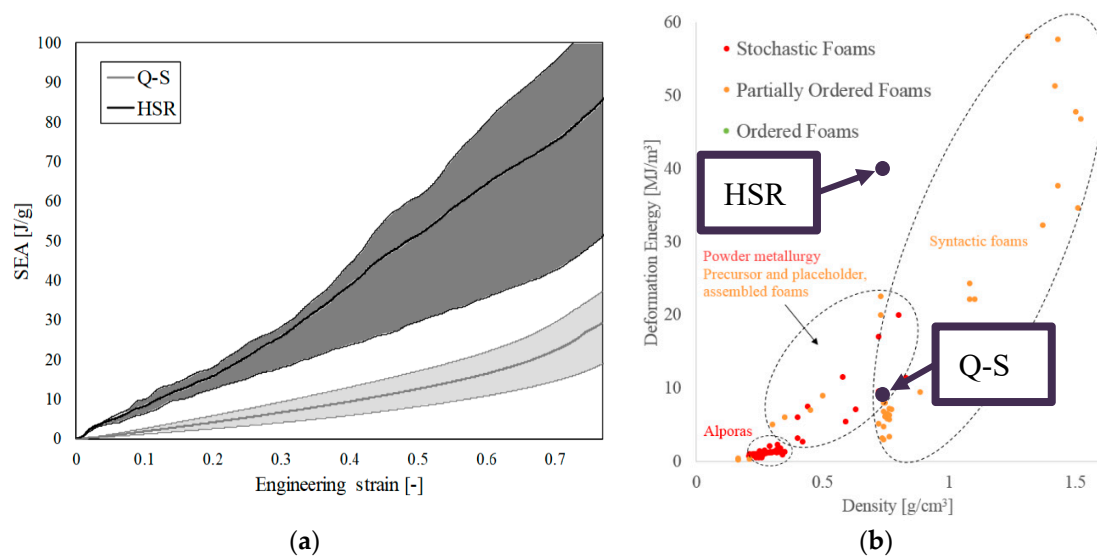 100
90
80
70
60
50
40
30
20
10
0
SEA [J/g]
Q-S
HSR
0
0.1
0.2
0.3
0.4
0.5
0.6
0.7
Engineering strain [-]
(a)
60
50
40
30
20
10
0
Deformation Energy [MJ/m³]
Stochastic Foams
Partially Ordered Foams
Ordered Foams
HSR
Powder metallurgy
Precursor and placeholder,
assembled foams
Syntactic foams
Q-S
Alporas
0
0.5
1
1.5
Density [g/cm³]
(b)